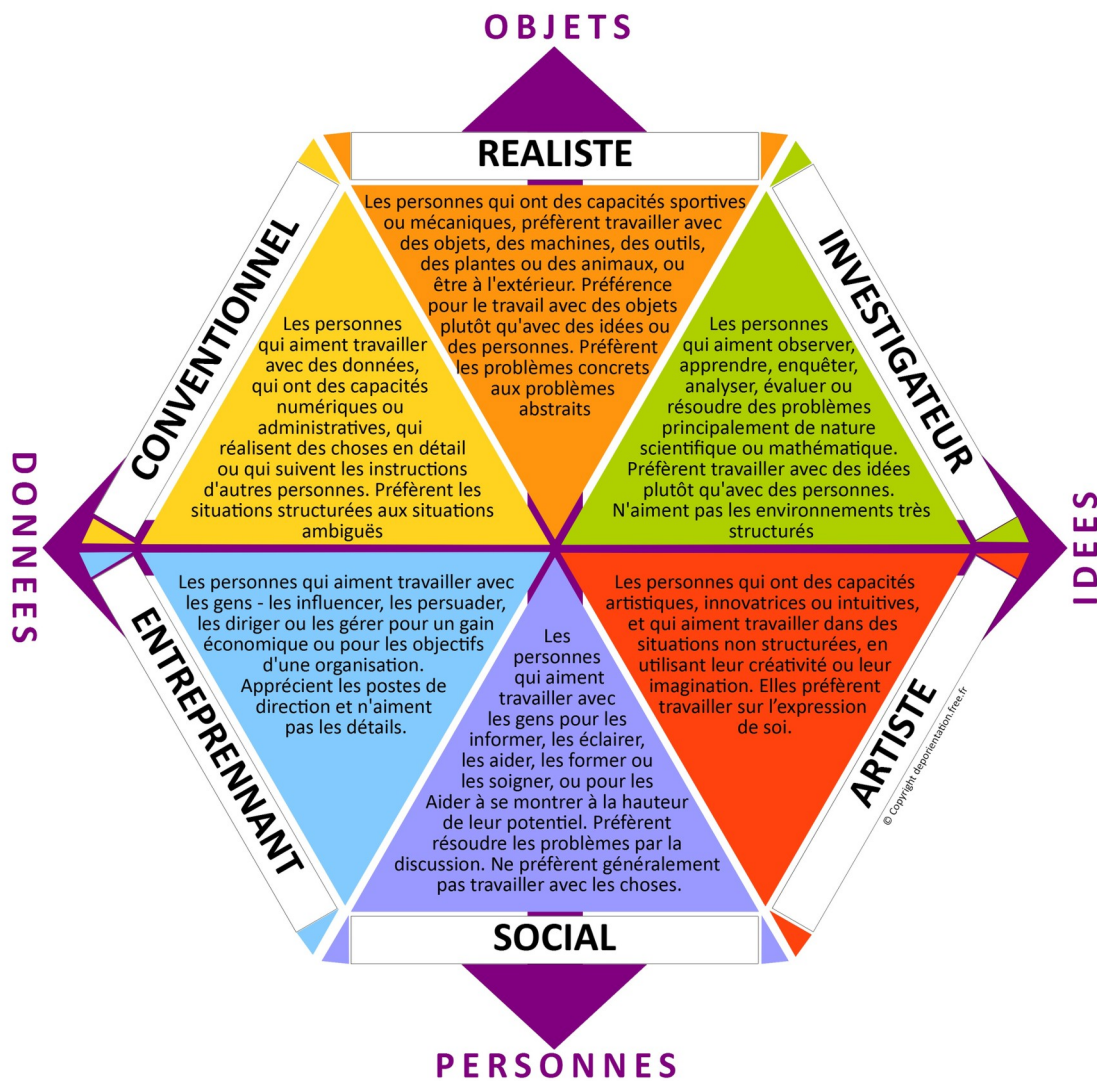 OBJETS
REALISTE
Les personnes qui ont des capacités sportives
ou mécaniques, préfèrent travailler avec
des objets, des machines, des outils,
des plantes ou des animaux, ou
être à l'extérieur. Préférence
pour le travail avec des objets
plutôt qu'avec des idées ou
des personnes. Préfèrent
les problèmes concrets
aux problèmes
abstraits
CONVENTIONNEL
Les personnes
qui aiment travailler
avec des données,
qui ont des capacités
numériques ou
administratives, qui
réalisent des choses en détail
ou qui suivent les instructions
d'autres personnes. Préfèrent les
situations structurées aux situations
ambiguës
INVESTIGATEUR
Les personnes
qui aiment observer,
apprendre, enquêter,
analyser, évaluer ou
résoudre des problèmes
principalement de nature
scientifique ou mathématique.
Préfèrent travailler avec des idées
plutôt qu'avec des personnes.
N'aiment pas les environnements très
structurés
DONNEES
IDEES
ENTREPRENNANT
Les personnes qui aiment travailler avec
les gens - les influencer, les persuader,
les diriger ou les gérer pour un gain
économique ou pour les objectifs
d'une organisation.
Apprécient les postes de
direction et n'aiment
pas les détails.
Les
personnes
qui aiment
travailler avec
les gens pour les
informer, les éclairer,
les aider, les former ou
les soigner, ou pour les
Aider à se montrer à la hauteur
de leur potentiel. Préfèrent
résoudre les problèmes par la
discussion. Ne préfèrent généralement
pas travailler avec les choses.
SOCIAL
Les personnes qui ont des capacités
artistiques, innovatrices ou intuitives,
et qui aiment travailler dans des
situations non structurées, en
utilisant leur créativité ou leur
imagination. Elles préfèrent
travailler sur l’expression
de soi.
ARTISTE
© Copyright deporientation.free.fr
PERSONNES